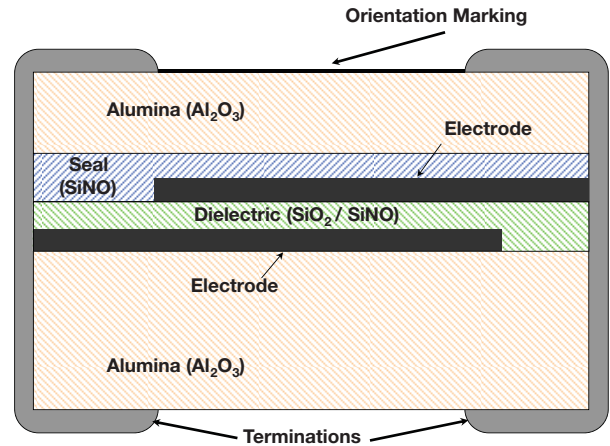 Orientation Marking
Alumina (Al₂O₃)
Electrode
Seal
(SiNO)
Dielectric (SiO₂ / SiNO)
Electrode
Alumina (Al₂O₃)
Terminations